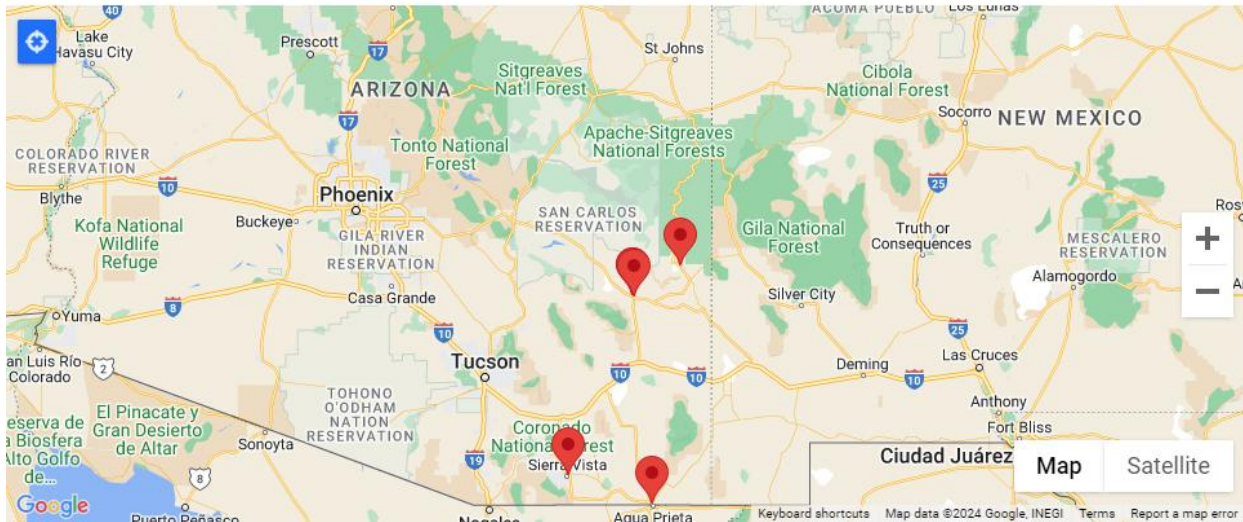 40
Lake
Havasu City
Prescott
17
ARIZONA
St Johns
ACOMA PUEBLO
Los Lunas
Sitgreaves
Nat'l Forest
Cibola
National Forest
Socorro
NEW MEXICO
17
Tonto National
Forest
Apache-Sitgreaves
National Forests
COLORADO RIVER
RESERVATION
Blythe
10
Phoenix
Buckeye
Kofa National
Wildlife
Refuge
GILA RIVER
INDIAN
RESERVATION
SAN CARLOS
RESERVATION
Gila National
Forest
25
Truth or
Consequences
MESCALERO
RESERVATION
+
−
Casa Grande
8
Silver City
Alamogordo
Yuma
10
25
an Luis Río
Colorado
2
Tucson
10
10
Deming
10
Las Cruces
TOHONO
O'ODHAM
NATION
RESERVATION
El Pinacate y
Gran Desierto
de Altar
eserva de
a Biosfera
Alto Golfo
de...
Sonoyta
Coronado
National Forest
Anthony
Fort Bliss
19
Sierra Vista
Ciudad Juárez
8
Map
Satellite
Google
Puerto Peñasco
Nogales
Agua Prieta
Keyboard shortcuts
Map data ©2024 Google, INEGI
Terms
Report a map error